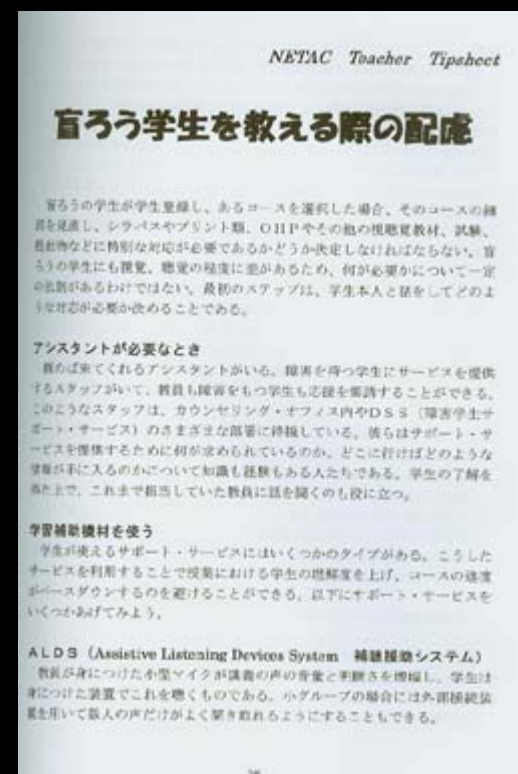 NETAC Teacher Tipsheet
盲ろう学生を教える際の配慮
盲ろうの学生が学生登録し、あるコースを選択した場合、そのコースの細
部を見直し、シラバスやプリント類、OHPやその他の視聴覚教材、試験、
提出物などに特別な対応が必要であるかどうか決定しなければならない。盲
ろうの学生にも視覚、聴覚の程度に差があるため、何が必要かについて一定
の法則があるわけではない。最初のステップは、学生本人と話をしてどのよ
うな対応が必要か決めることである。
アシスタントが必要なとき
頼めば来てくれるアシスタントがいる。障害を持つ学生にサービスを提供
するスタッフがいて、教員も障害をもつ学生も応援を要請することができる。
このようなスタッフは、カウンセリング・オフィス内やDSS（障害学生サ
ポート・サービス）のさまざまな部署に待機している。彼らはサポート・サ
ービスを提供するために何が求められているのか、どこに行けばどのような
情報が手に入るのかについて知識も経験もある人たちである。学生の了解を
得た上で、これまで担当していた教員に話を聞くのも役に立つ。
学習補助機材を使う
学生が使えるサポート・サービスにはいくつかのタイプがある。こうした
サービスを利用することで授業における学生の理解度を上げ、コースの進度
がペースダウンするのを避けることができる。以下にサポート・サービスを
いくつかあげてみよう。
ALDS（Assistive Listening Devices System 補聴援助システム）
教員が身につけた小型マイクが講義の声の音量と明瞭さを増幅し、学生は
身につけた装置でこれを聴くものである。小グループの場合には外部接続装
置を用いて数人の声だけがよく聞き取れるようにすることもできる。